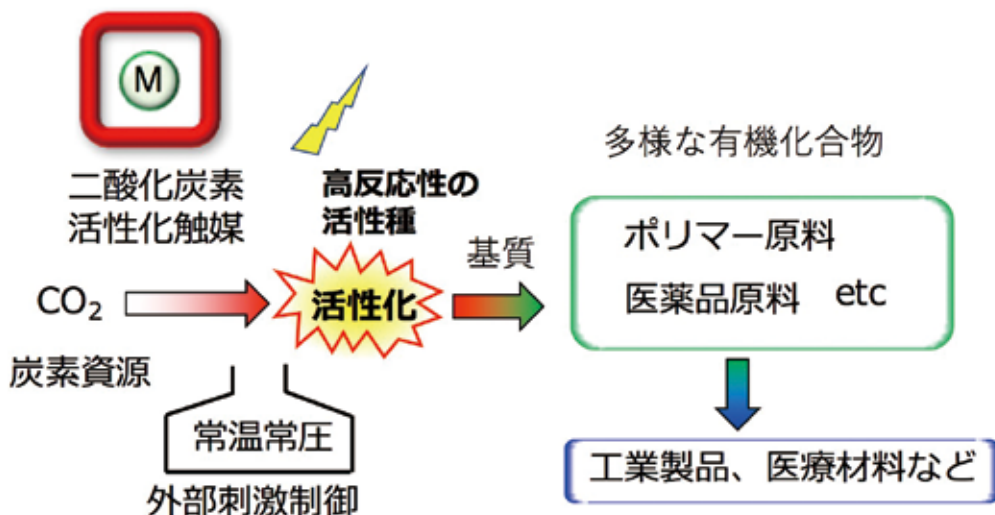 M
二酸化炭素
活性化触媒
高反応性の
活性種
多様な有機化合物
CO₂
活性化
基質
ポリマー原料
医薬品原料 etc
炭素資源
常温常圧
外部刺激制御
工業製品、医療材料など